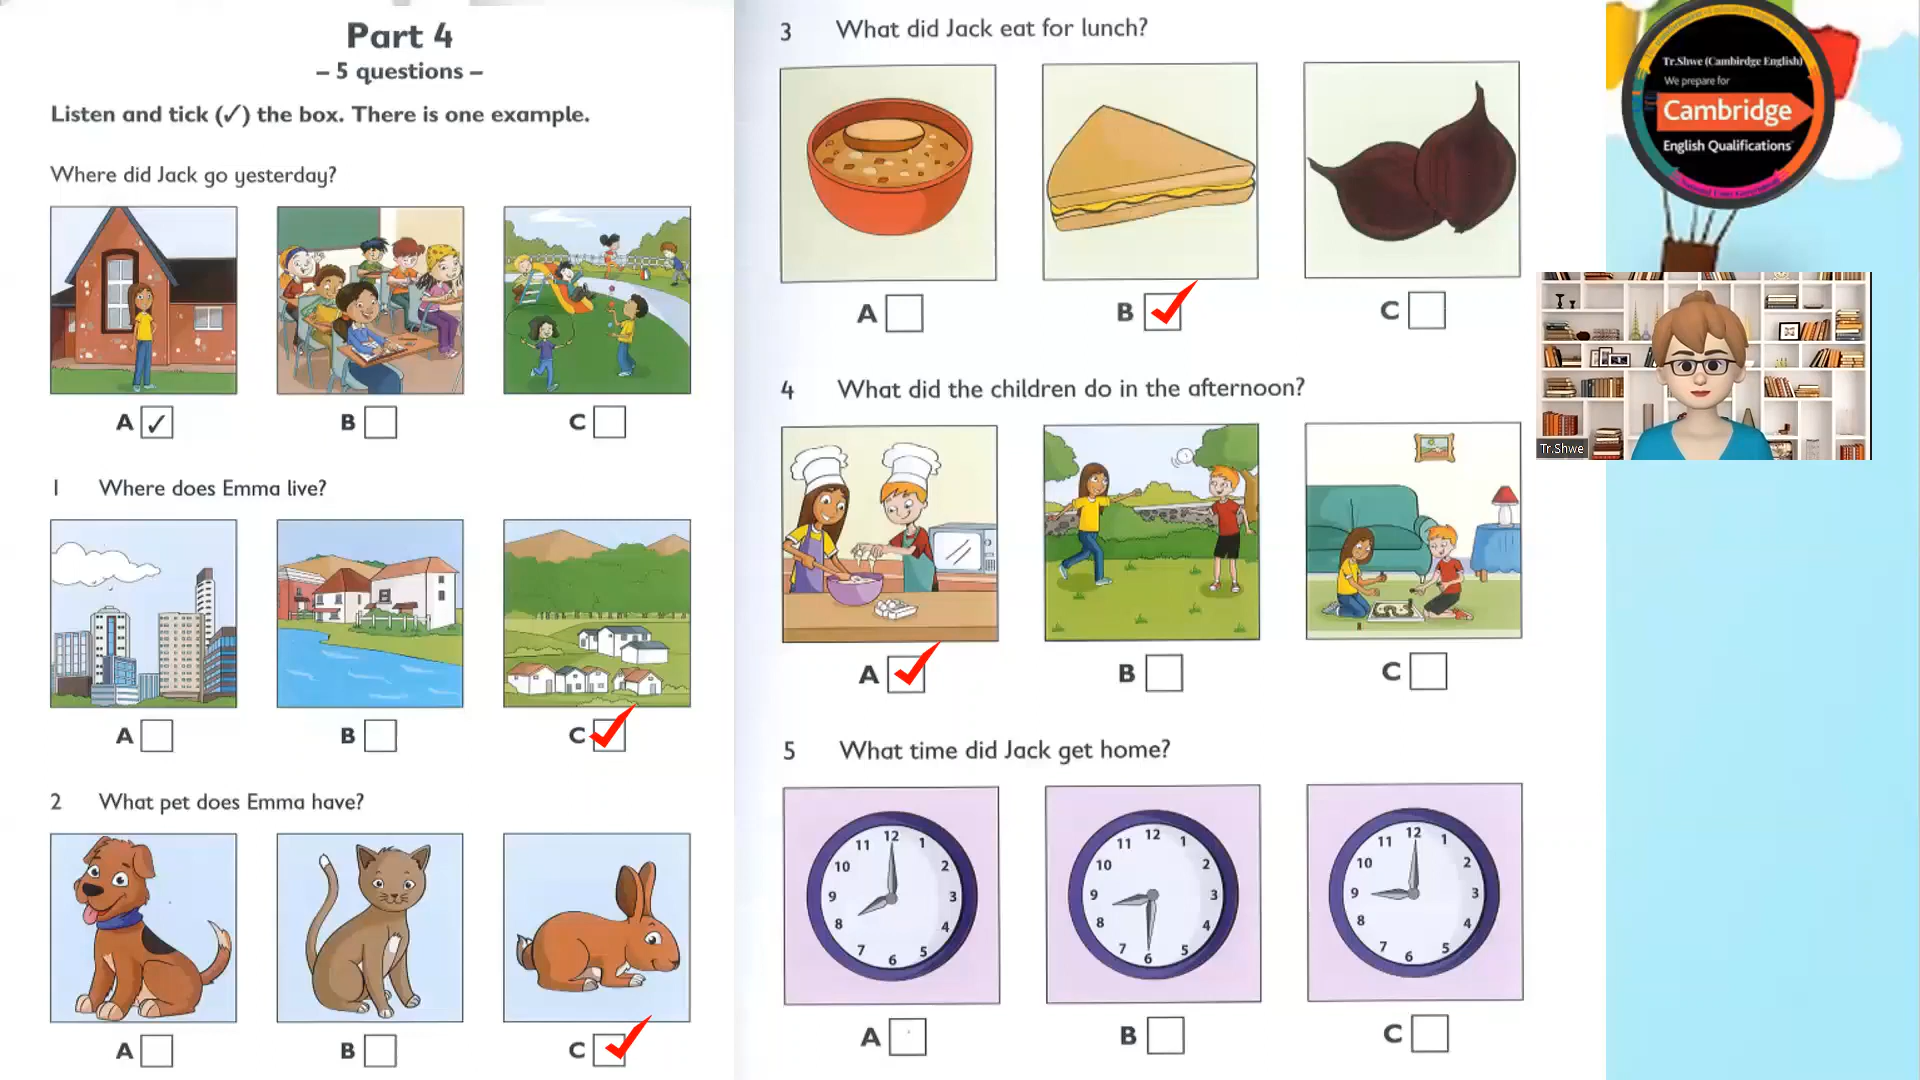 Part 4
– 5 questions –
Listen and tick (✓) the box. There is one example.
Where did Jack go yesterday?
A ✓
B
C
1 Where does Emma live?
A
B
C ✓
2 What pet does Emma have?
A
B
C ✓
3 What did Jack eat for lunch?
A
B ✓
C
4 What did the children do in the afternoon?
A ✓
B
C
5 What time did Jack get home?
12 1 2 3 4 5 6 7 8 9 10 11
12 1 2 3 4 5 6 7 8 9 10 11
12 1 2 3 4 5 6 7 8 9 10 11
A
B
C
Tr.Shwe (Cambridge English)
We prepare for
Cambridge
English Qualifications
Tr.Shwe